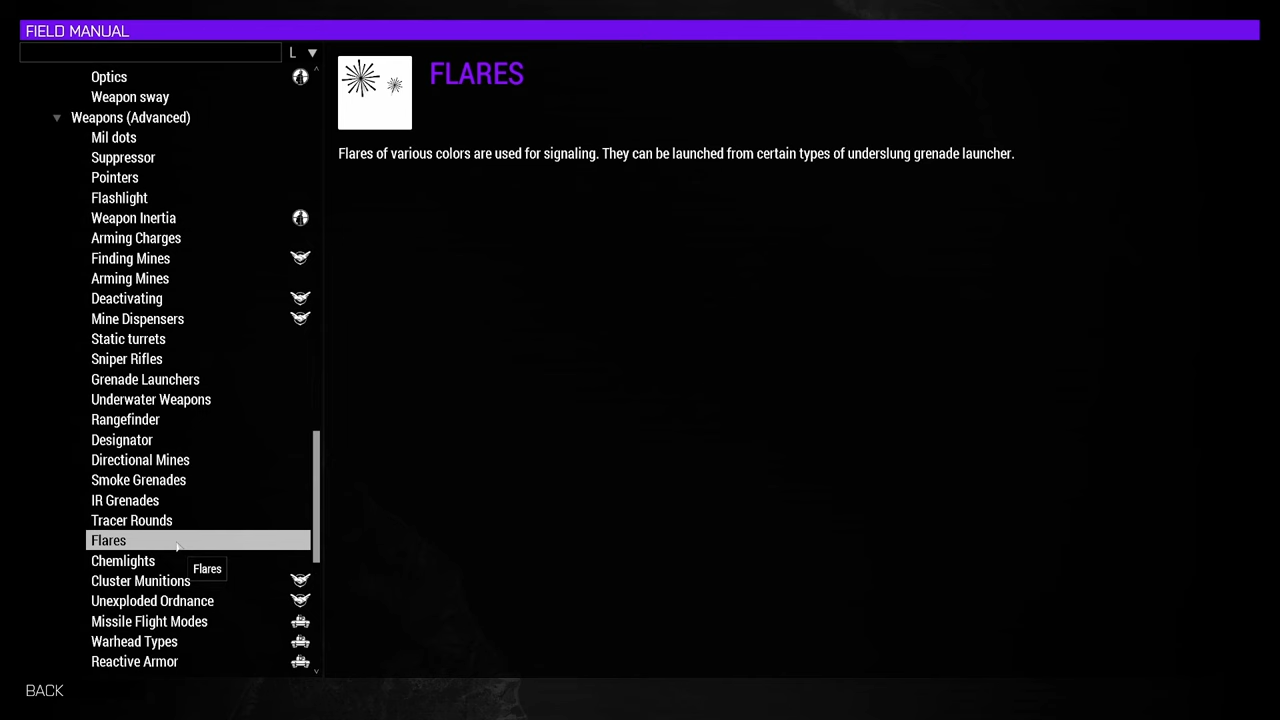 FIELD MANUAL
L
Optics
Weapon sway
Weapons (Advanced)
Mil dots
Suppressor
Pointers
Flashlight
Weapon Inertia
Arming Charges
Finding Mines
Arming Mines
Deactivating
Mine Dispensers
Static turrets
Sniper Rifles
Grenade Launchers
Underwater Weapons
Rangefinder
Designator
Directional Mines
Smoke Grenades
IR Grenades
Tracer Rounds
Flares
Chemlights
Flares
Cluster Munitions
Unexploded Ordnance
Missile Flight Modes
Warhead Types
Reactive Armor
FLARES
Flares of various colors are used for signaling. They can be launched from certain types of underslung grenade launcher.
BACK